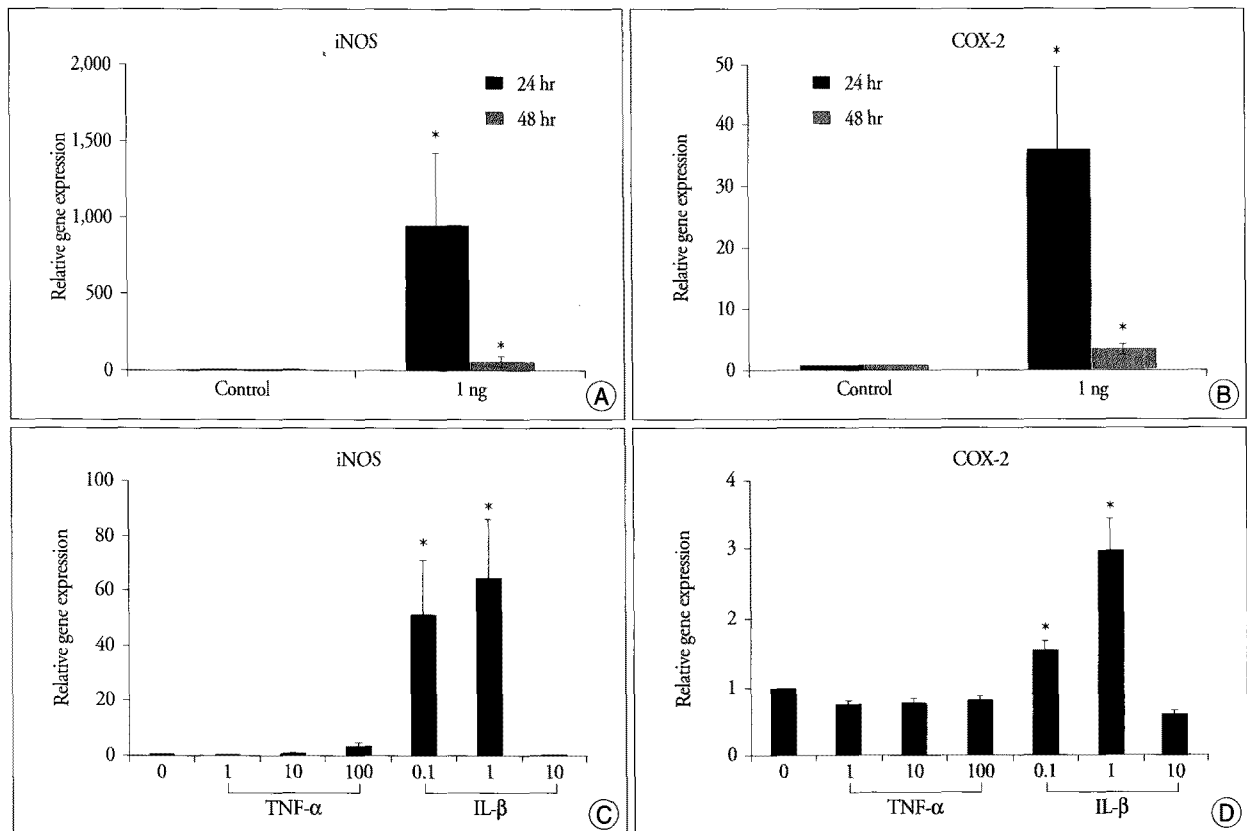 iNOS
2,000
1,500
1,000
500
0
Relative gene expression
24 hr
48 hr
*
*
Control
1 ng
A
COX-2
50
40
30
20
10
0
Relative gene expression
24 hr
48 hr
*
*
Control
1 ng
B
iNOS
100
80
60
40
20
0
Relative gene expression
*
*
0 1 10 100 0.1 1 10
TNF-α IL-β
C
COX-2
4
3
2
1
0
Relative gene expression
*
*
0 1 10 100 0.1 1 10
TNF-α IL-β
D